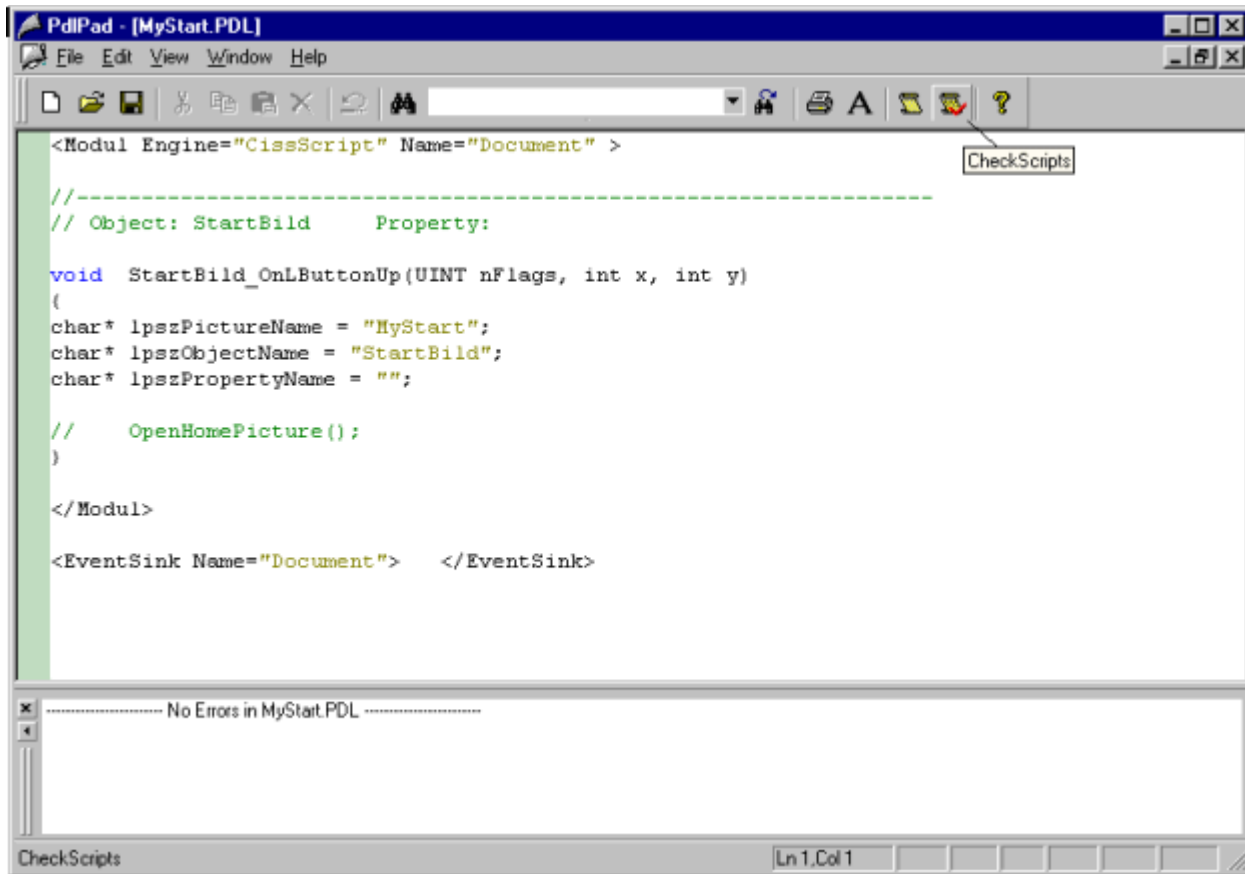 PdlPad - [MyStart.PDL]
File Edit View Window Help
A ?
<Modul Engine="CissScript" Name="Document" >
CheckScripts
//------------------------------------------------------------------
// Object: StartBild Property:
void StartBild_OnLButtonUp(UINT nFlags, int x, int y)
{
char* lpszPictureName = "MyStart";
char* lpszObjectName = "StartBild";
char* lpszPropertyName = "";
// OpenHomePicture();
}
</Modul>
<EventSink Name="Document"> </EventSink>
------------------------- No Errors in MyStart.PDL -------------------------
CheckScripts Ln 1,Col 1